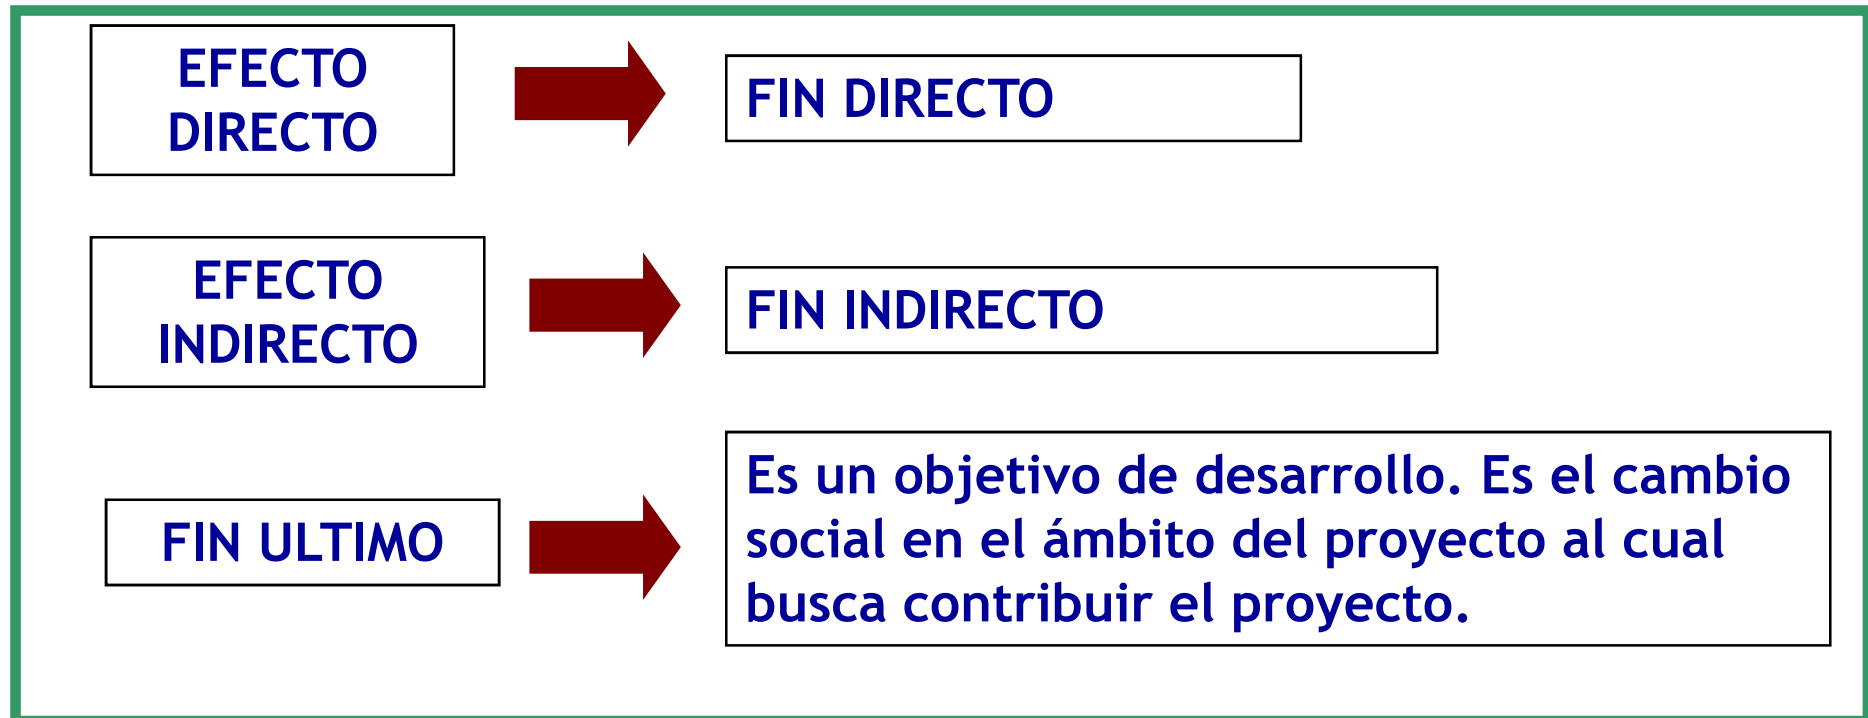 EFECTO
DIRECTO
FIN DIRECTO
EFECTO
INDIRECTO
FIN INDIRECTO
FIN ULTIMO
Es un objetivo de desarrollo. Es el cambio
social en el ámbito del proyecto al cual
busca contribuir el proyecto.